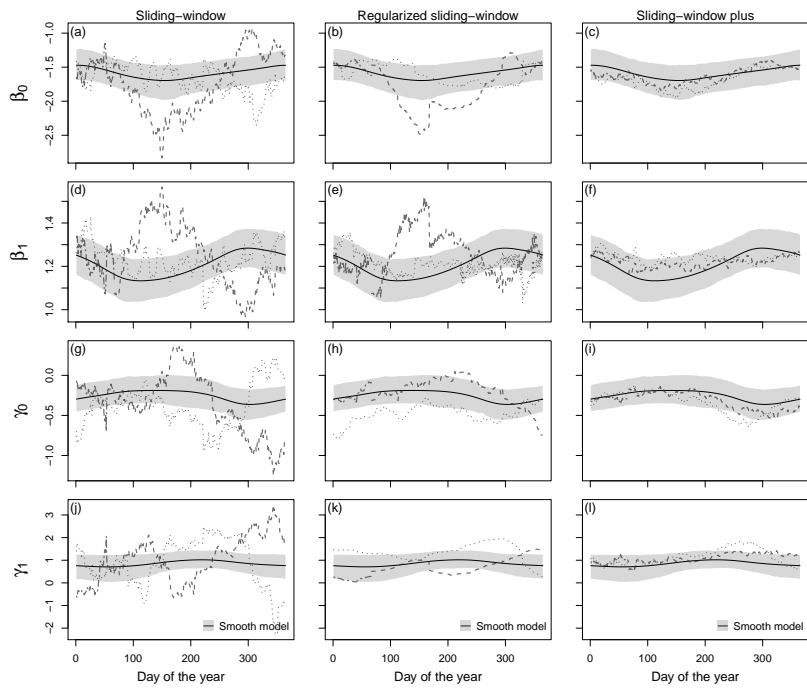 Sliding−window
Regularized sliding−window
Sliding−window plus
(a)
(b)
(c)
β0
−1.0
−1.5
−2.0
−2.5
(d)
(e)
(f)
β1
1.4
1.2
1.0
(g)
(h)
(i)
γ0
0.0
−0.5
−1.0
(j)
(k)
(l)
γ1
3
2
1
0
−1
−2
Smooth model
Smooth model
Smooth model
0 100 200 300
0 100 200 300
0 100 200 300
Day of the year
Day of the year
Day of the year